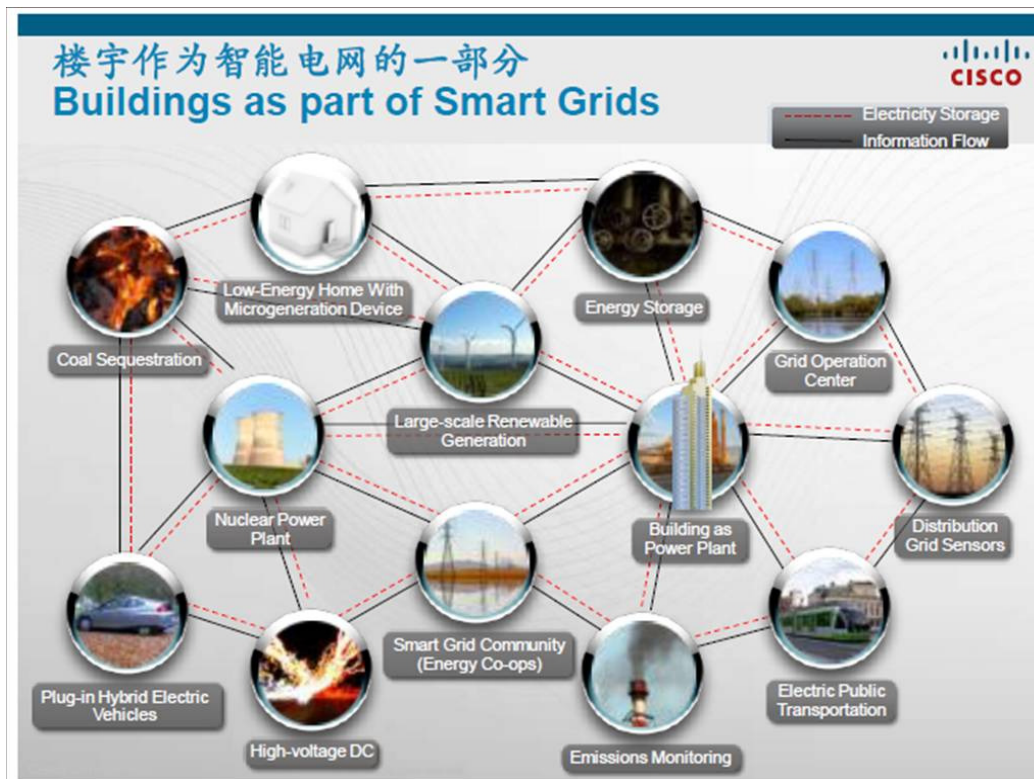 楼宇作为智能电网的一部分
Buildings as part of Smart Grids
CISCO
Electricity Storage
Information Flow
Low-Energy Home With
Microgeneration Device
Energy Storage
Coal Sequestration
Grid Operation
Center
Large-scale Renewable
Generation
Nuclear Power
Plant
Building as
Power Plant
Distribution
Grid Sensors
Smart Grid Community
(Energy Co-ops)
Plug-in Hybrid Electric
Vehicles
Electric Public
Transportation
High-voltage DC
Emissions Monitoring